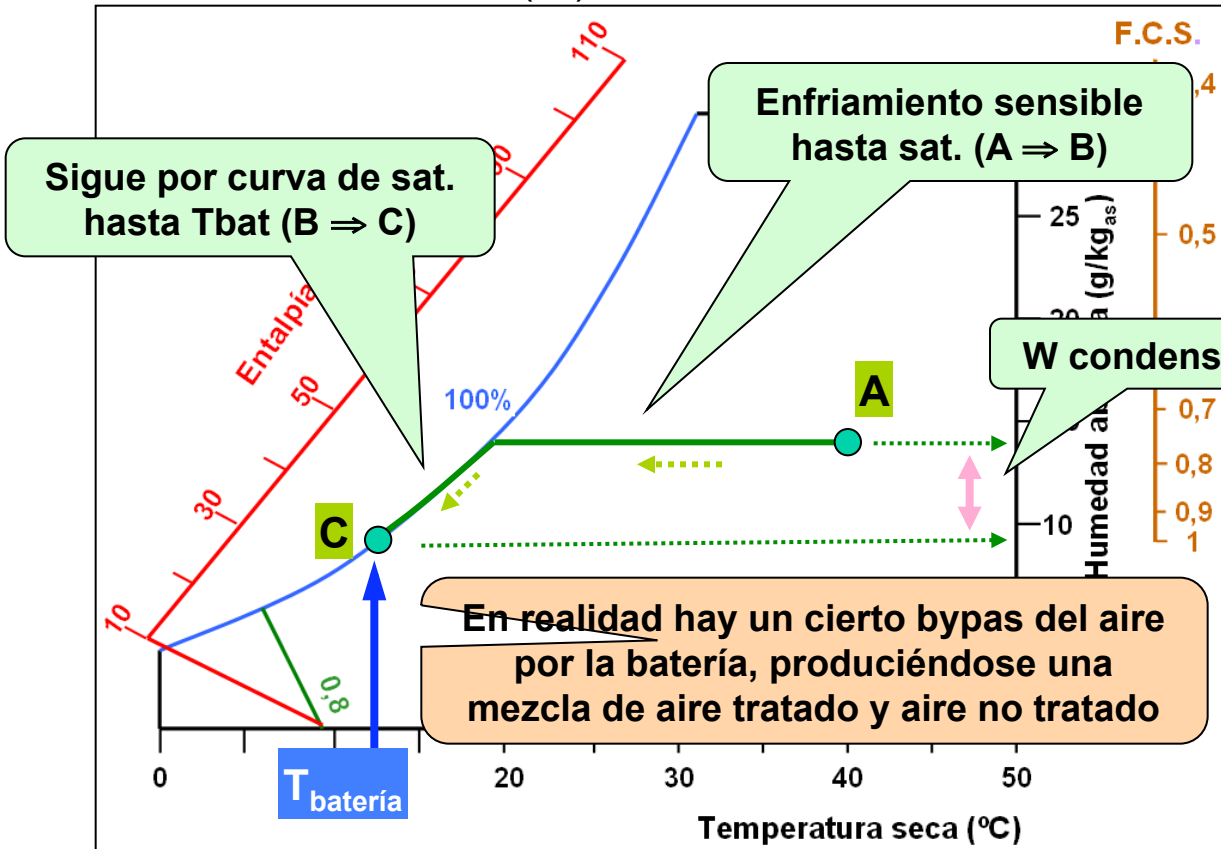 F.C.S.
110
Enfriamiento sensible
hasta sat. (A ⇒ B)
Sigue por curva de sat.
hasta Tbat (B ⇒ C)
25
(g/kgas)
0,5
Entalpía
W condens
A
50
100%
0,7
0,8
30
C
10
0,9
1
Humedad
10
En realidad hay un cierto bypas del aire
por la batería, produciéndose una
mezcla de aire tratado y aire no tratado
0,8
0
20
30
40
50
Tbatería
Temperatura seca (ºC)